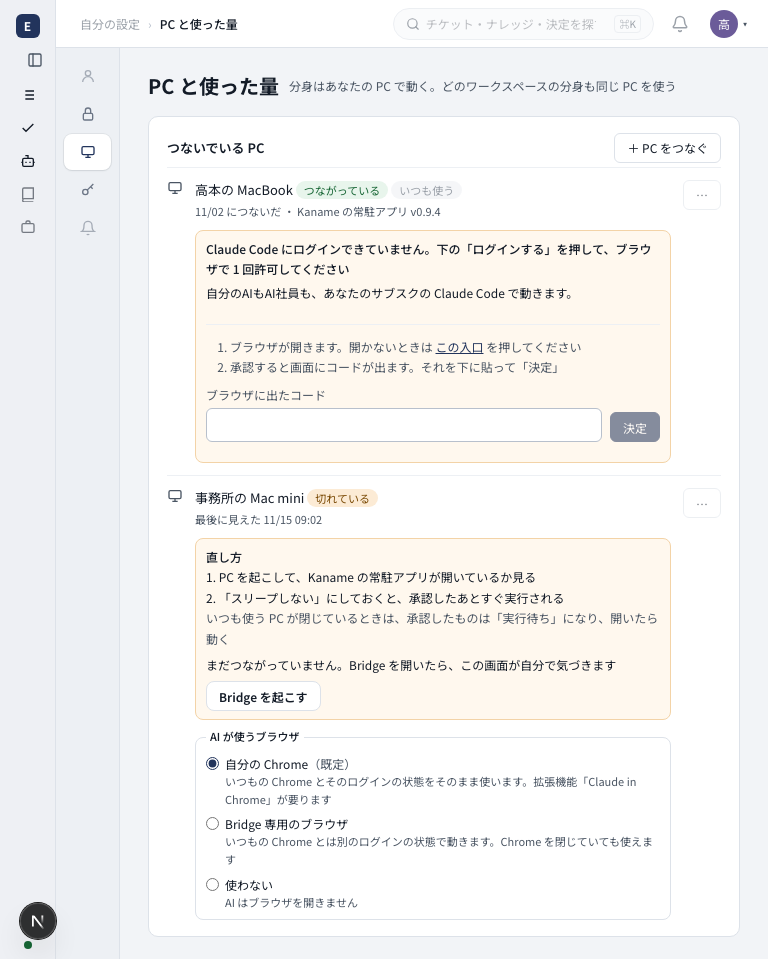 E
自分の設定 › PC と使った量
チケット・ナレッジ・決定を探す
⌘K
高
PC と使った量 分身はあなたの PC で動く。どのワークスペースの分身も同じ PC を使う
つないでいる PC
＋ PC をつなぐ
高本の MacBook つながっている いつも使う
…
11/02 につないだ ・ Kaname の常駐アプリ v0.9.4
Claude Code にログインできていません。下の「ログインする」を押して、ブラウ
ザで 1 回許可してください
自分のAIもAI社員も、あなたのサブスクの Claude Code で動きます。
1. ブラウザが開きます。開かないときは この入口 を押してください
2. 承認すると画面にコードが出ます。それを下に貼って「決定」
ブラウザに出たコード
決定
事務所の Mac mini 切れている
…
最後に見えた 11/15 09:02
直し方
1. PC を起こして、Kaname の常駐アプリが開いているか見る
2. 「スリープしない」にしておくと、承認したあとすぐ実行される
いつも使う PC が閉じているときは、承認したものは「実行待ち」になり、開いたら
動く
まだつながっていません。Bridge を開いたら、この画面が自分で気づきます
Bridge を起こす
AI が使うブラウザ
自分の Chrome（既定）
いつもの Chrome とそのログインの状態をそのまま使います。拡張機能「Claude in
Chrome」が要ります
Bridge 専用のブラウザ
いつもの Chrome とは別のログインの状態で動きます。Chrome を閉じていても使えま
す
使わない
AI はブラウザを開きません
N